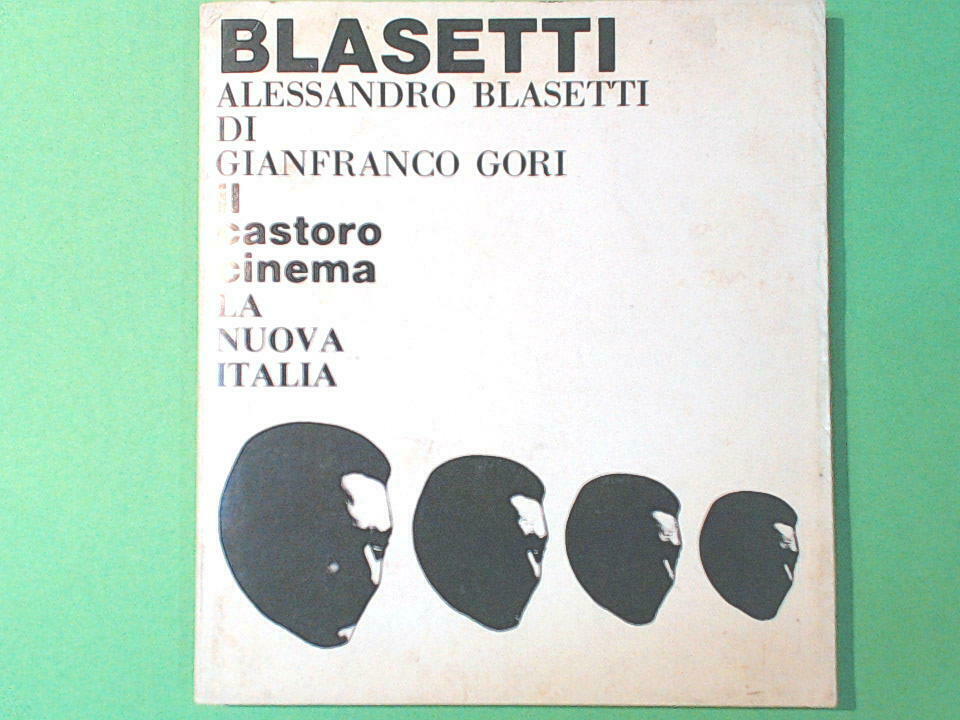 BLASETTI
ALESSANDRO BLASETTI
DI
GIANFRANCO GORI
il
castoro
cinema
LA
NUOVA
ITALIA